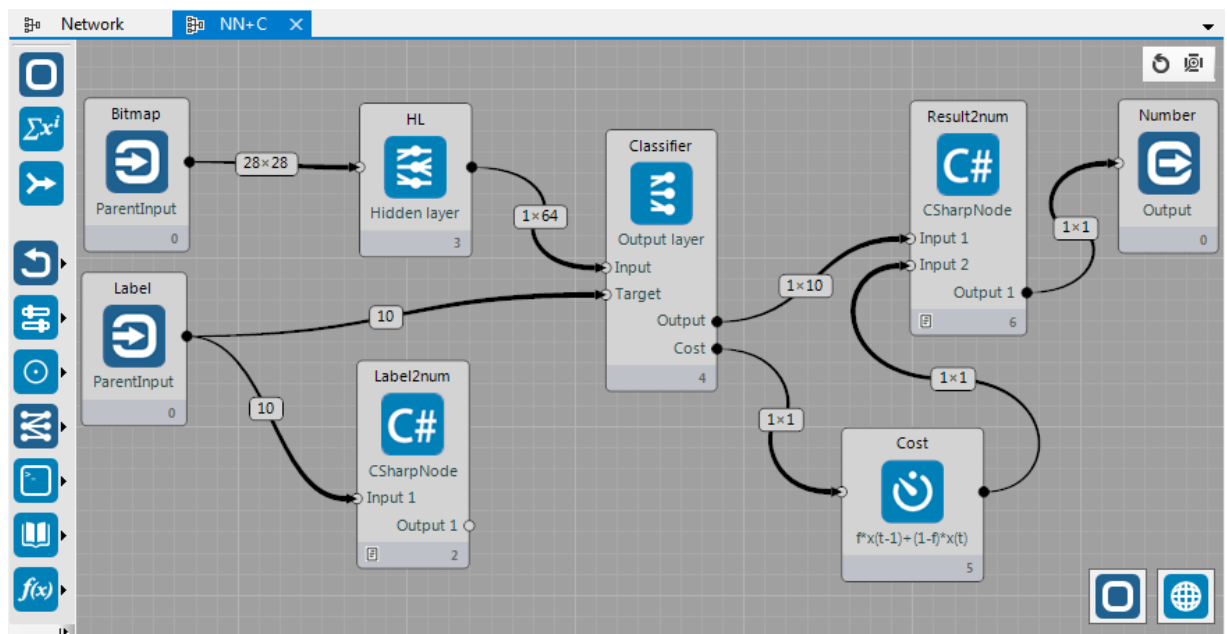 Network
NN+C
Bitmap
ParentInput
0
28×28
HL
Hidden layer
3
1×64
Label
ParentInput
0
10
10
Label2num
C#
CSharpNode
Input 1
Output 1
2
Classifier
Output layer
Input
Target
Output
Cost
4
1×10
1×1
Result2num
C#
CSharpNode
Input 1
Input 2
Output 1
6
1×1
Number
Output
0
1×1
Cost
f*x(t-1)+(1-f)*x(t)
5
Σxⁱ
f(x)